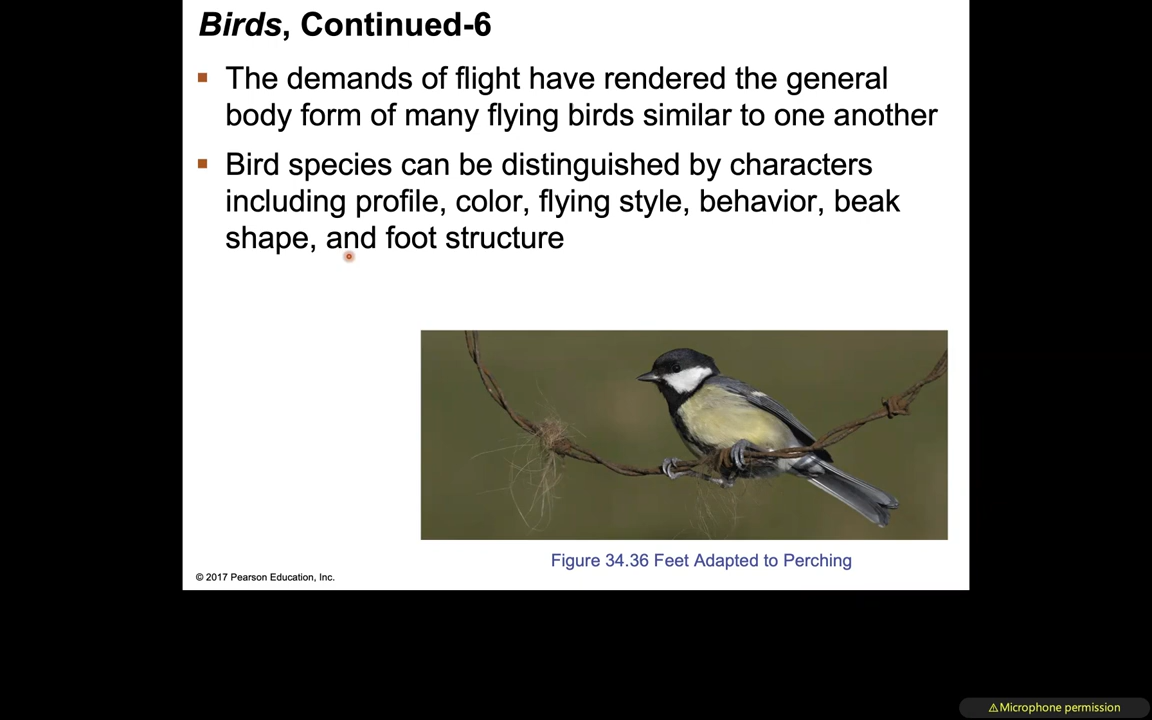 Birds, Continued-6
The demands of flight have rendered the general
body form of many flying birds similar to one another
Bird species can be distinguished by characters
including profile, color, flying style, behavior, beak
shape, and foot structure
Figure 34.36 Feet Adapted to Perching
© 2017 Pearson Education, Inc.
⚠Microphone permission